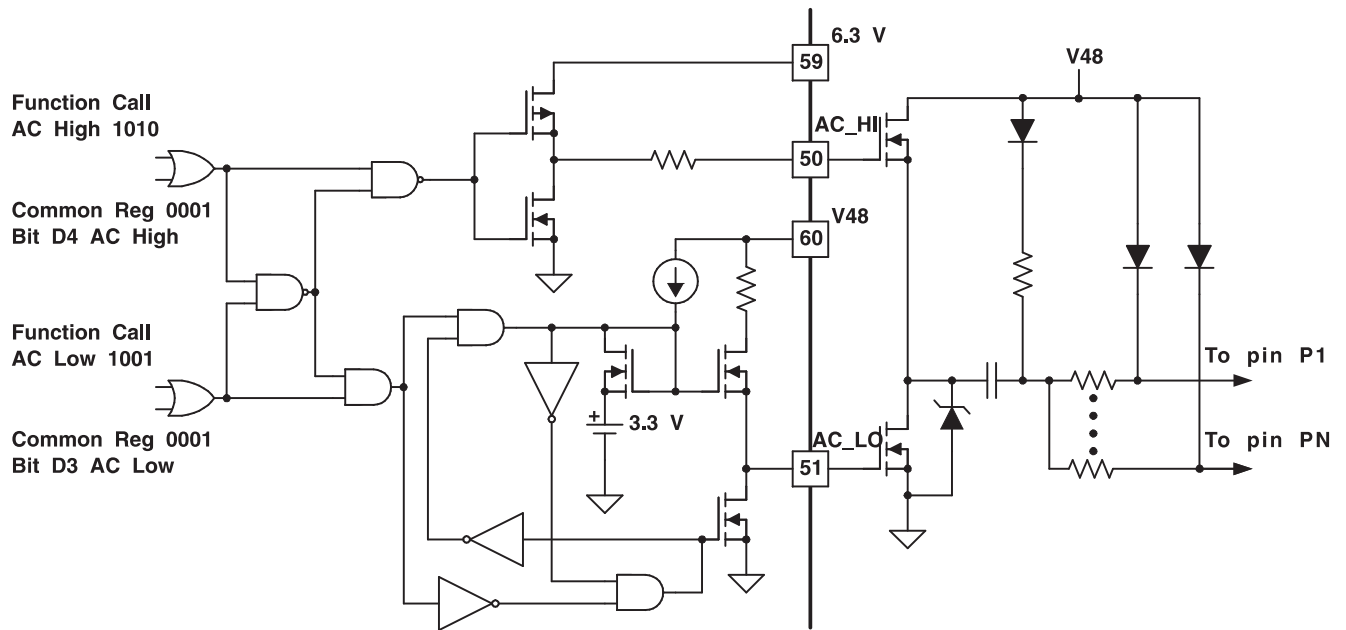 6.3 V
59
V48
Function Call
AC High 1010
AC_HI
50
Common Reg 0001
Bit D4 AC High
V48
60
Function Call
AC Low 1001
To pin P1
+
3.3 V
AC_LO
To pin PN
Common Reg 0001
Bit D3 AC Low
51